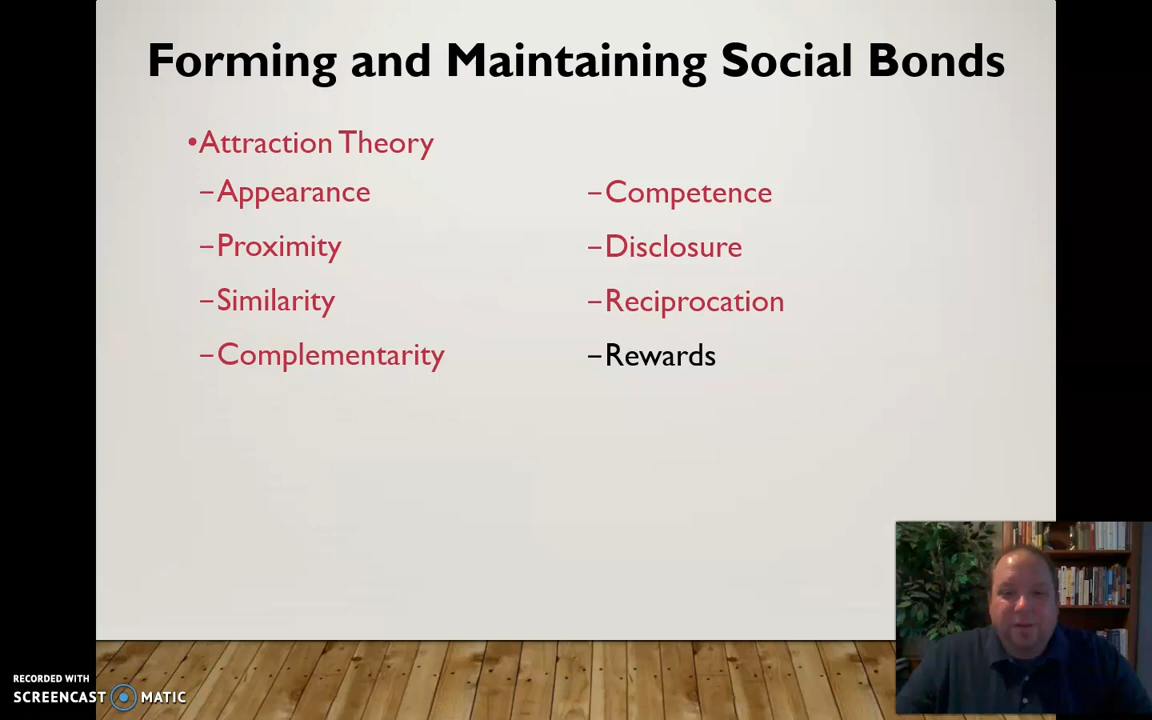 Forming and Maintaining Social Bonds
•Attraction Theory
–Appearance
–Proximity
–Similarity
–Complementarity
–Competence
–Disclosure
–Reciprocation
–Rewards
RECORDED WITH
SCREENCAST MATIC